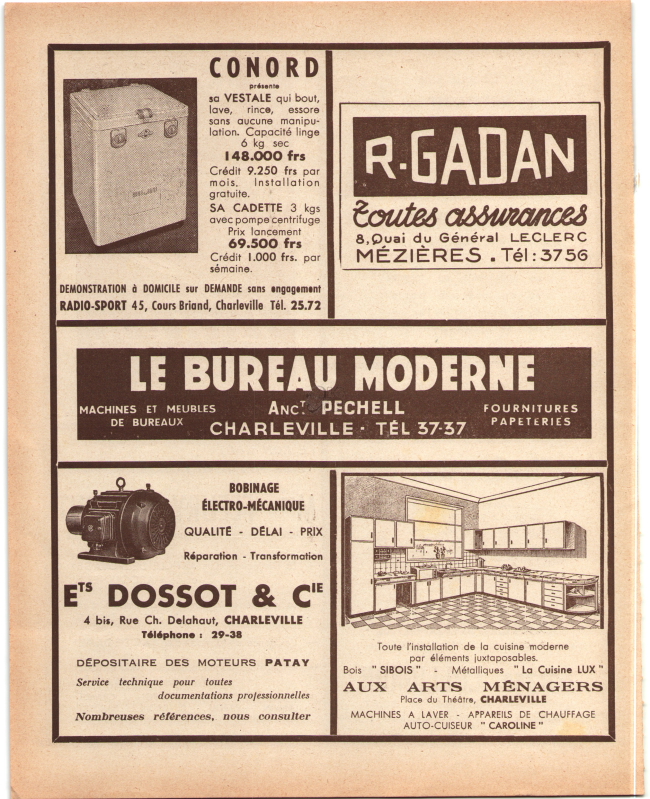 CONORD
présente
sa VESTALE qui bout,
lave, rince, essore
sans aucune manipu-
lation. Capacité linge
6 kg sec
148.000 frs
Crédit 9.250 frs par
mois. Installation
gratuite.
SA CADETTE 3 kgs
avec pompe centrifuge
Prix lancement
69.500 frs
Crédit 1.000 frs. par
semaine.
DEMONSTRATION à DOMICILE sur DEMANDE sans engagement
RADIO-SPORT 45, Cours Briand, Charleville Tél. 25.72
R.GADAN
toutes assurances
8, Quai du Général LECLERC
MÉZIÈRES . Tél : 3756
LE BUREAU MODERNE
MACHINES ET MEUBLES
DE BUREAUX
ANCT PECHELL
CHARLEVILLE - TÉL 37-37
FOURNITURES
PAPETERIES
BOBINAGE
ÉLECTRO-MÉCANIQUE
QUALITÉ - DÉLAI - PRIX
Réparation - Transformation
ETS DOSSOT & CIE
4 bis, Rue Ch. Delahaut, CHARLEVILLE
Téléphone : 29-38
DÉPOSITAIRE DES MOTEURS PATAY
Service technique pour toutes
documentations professionnelles
Nombreuses références, nous consulter
Toute l'installation de la cuisine moderne
par éléments juxtaposables.
Bois "SIBOIS" - Métalliques "La Cuisine LUX"
AUX ARTS MÉNAGERS
Place du Théâtre, CHARLEVILLE
MACHINES A LAVER - APPAREILS DE CHAUFFAGE
AUTO-CUISEUR "CAROLINE"